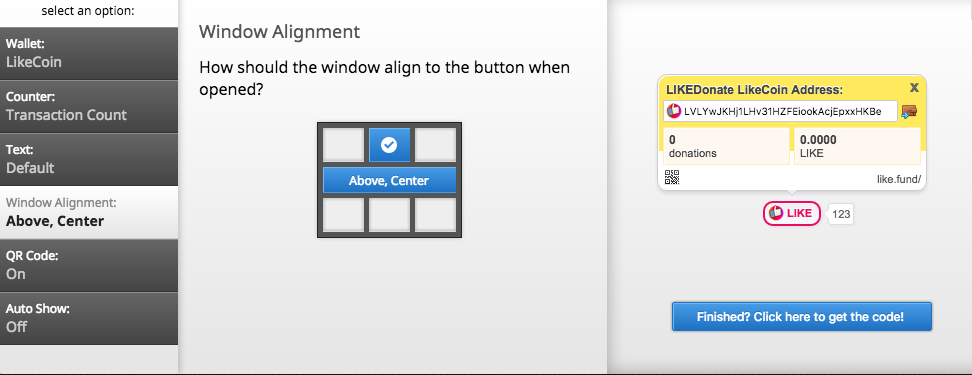 select an option:
Wallet:
LikeCoin
Counter:
Transaction Count
Text:
Default
Window Alignment:
Above, Center
QR Code:
On
Auto Show:
Off
Window Alignment
How should the window align to the button when
opened?
Above, Center
LIKEDonate LikeCoin Address:
X
LVLYwJKHj1LHv31HZFEiookAcjEpxxHKBe
0
donations
0.0000
LIKE
like.fund/
LIKE
123
Finished? Click here to get the code!